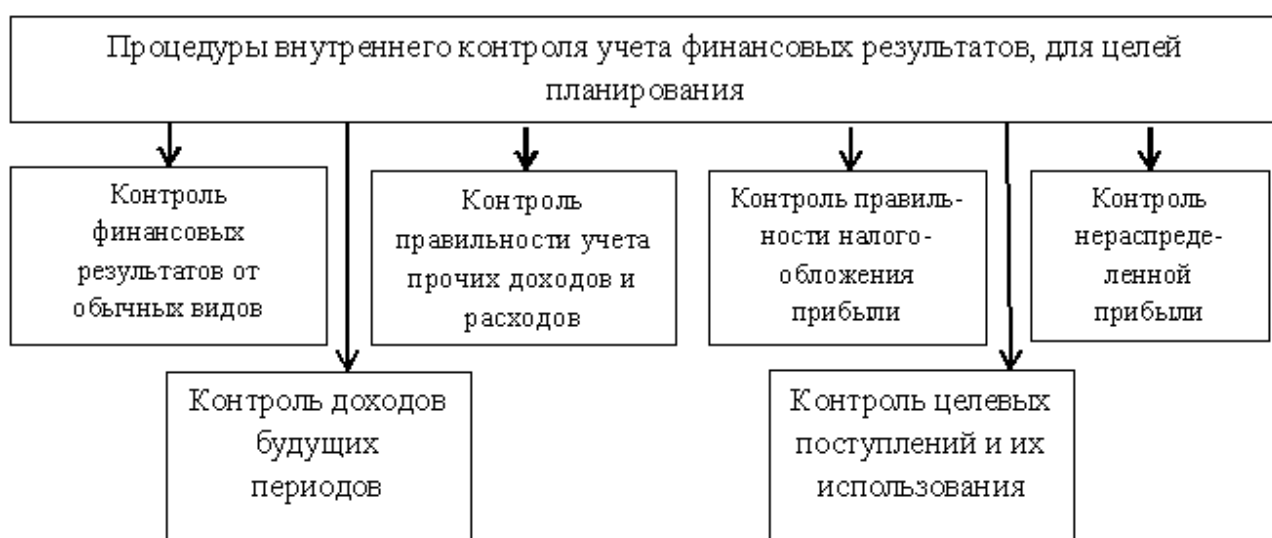 Процедуры внутреннего контроля учета финансовых результатов, для целей
планирования
Контроль
финансовых
результатов от
обычных видов
Контроль
правильности учета
прочих доходов и
расходов
Контроль правиль-
ности налого-
обложения
прибыли
Контроль
нераспреде-
ленной
прибыли
Контроль доходов
будущих
периодов
Контроль целевых
поступлений и их
использования